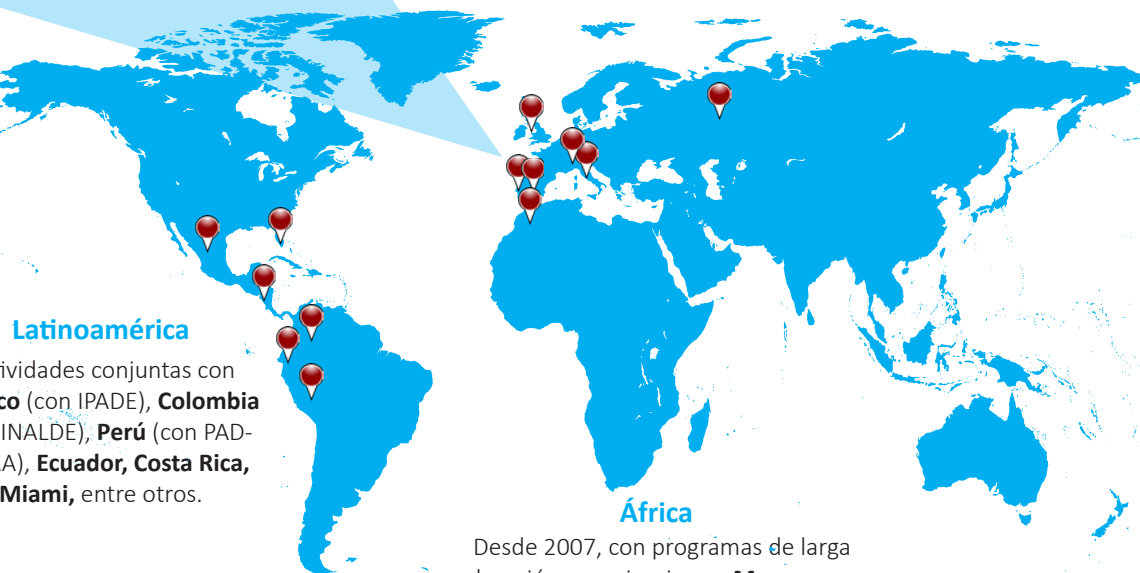 Latinoamérica
ividades conjuntas con
co (con IPADE), Colombia
INALDE), Perú (con PAD-
A), Ecuador, Costa Rica,
Miami, entre otros.
África
Desde 2007, con programas de larga